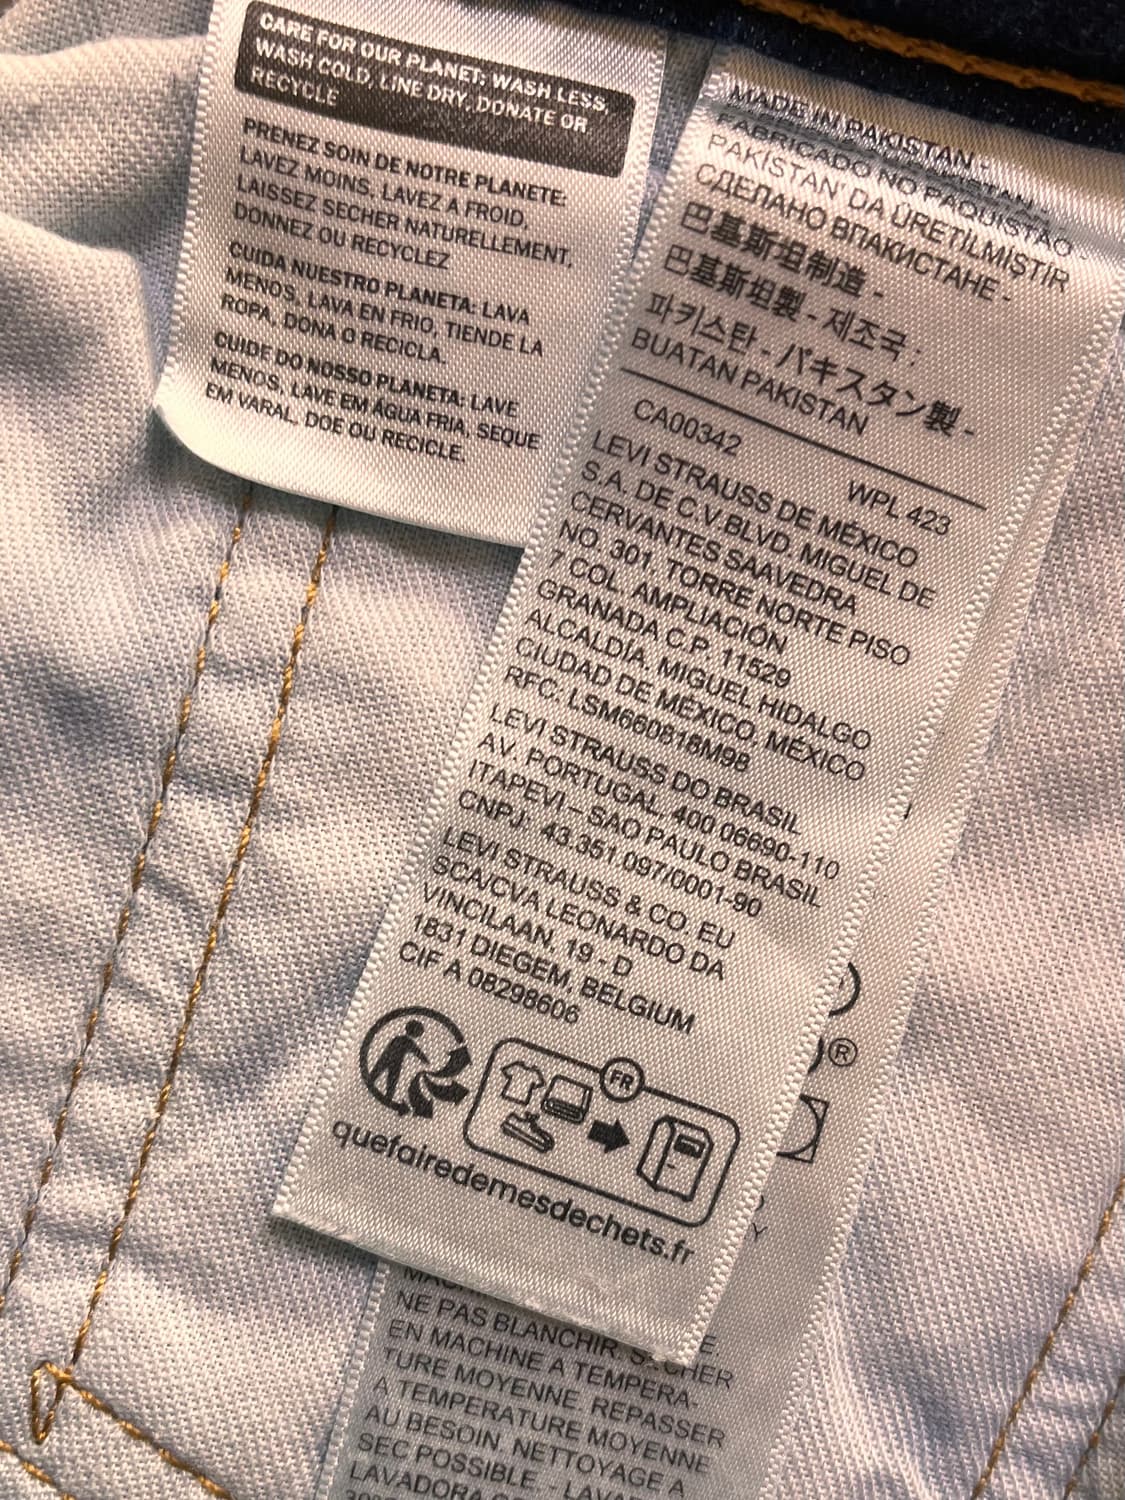 CARE FOR OUR PLANET: WASH LESS,
WASH COLD, LINE DRY, DONATE OR
RECYCLE
PRENEZ SOIN DE NOTRE PLANETE:
LAVEZ MOINS, LAVEZ A FROID,
LAISSEZ SECHER NATURELLEMENT,
DONNEZ OU RECYCLEZ
CUIDA NUESTRO PLANETA: LAVA
MENOS, LAVA EN FRIO, TIENDE LA
ROPA, DONA O RECICLA.
CUIDE DO NOSSO PLANETA: LAVE
MENOS, LAVE EM ÁGUA FRIA, SEQUE
EM VARAL, DOE OU RECICLE.
MADE IN PAKISTAN -
FABRICADO NO PAQUISTAO -
PAKİSTAN' DA ÜRETİLMİŞTİR
СДЕЛАНО ВПАКИСТАНЕ -
巴基斯坦制造 -
巴基斯坦製 - 제조국 :
파키스탄 - パキスタン製 -
BUATAN PAKISTAN
CA00342 WPL 423
LEVI STRAUSS DE MÉXICO
S.A. DE C.V.BLVD. MIGUEL DE
CERVANTES SAAVEDRA
NO. 301, TORRE NORTE PISO
7 COL. AMPLIACIÓN
GRANADA C.P. 11529
ALCALDÍA. MIGUEL HIDALGO
CIUDAD DE MÉXICO, MÉXICO
RFC: LSM660818M98
LEVI STRAUSS DO BRASIL
AV. PORTUGAL, 400 06690-110
ITAPEVI – SAO PAULO BRASIL
CNPJ: 43.351.097/0001-90
LEVI STRAUSS & CO. EU
SCA/CVA LEONARDO DA
VINCILAAN, 19 - D
1831 DIEGEM, BELGIUM
CIF A 08298606
FR
quefairedemesdechets.fr
®
Y
NE PAS BLANCHIR. SECHER
EN MACHINE A TEMPERA-
TURE MOYENNE. REPASSER
A TEMPERATURE MOYENNE
AU BESOIN. NETTOYAGE A
SEC POSSIBLE. - LAVAR
LAVADORA